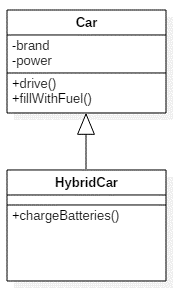 Car
-brand
-power
+drive()
+fillWithFuel()
HybridCar
+chargeBatteries()